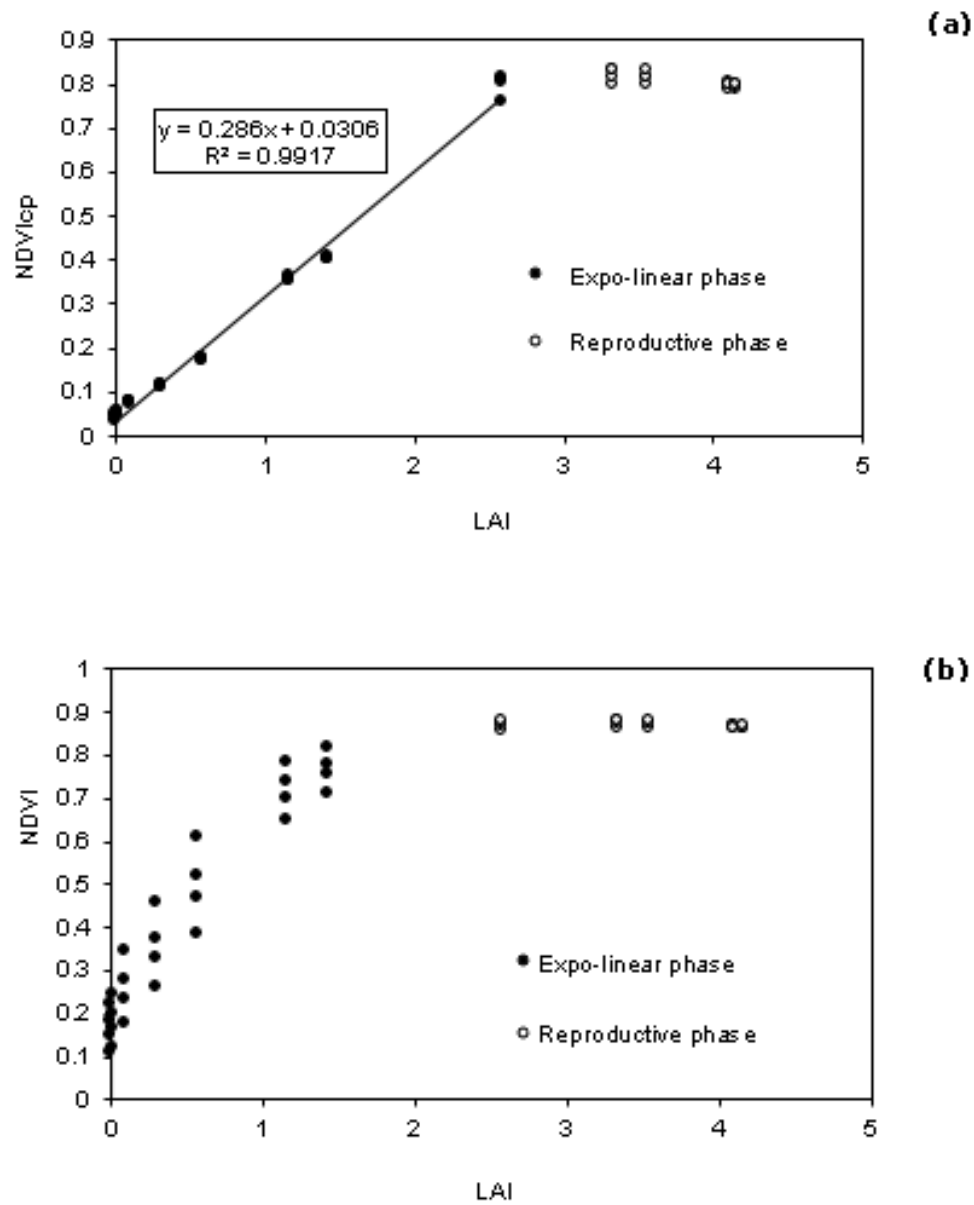 (a)
0.9
0.8
0.7
0.6
0.5
0.4
0.3
0.2
0.1
0
NDVIcp
y = 0.286x + 0.0306
R² = 0.9917
Expo-linear phase
Reproductive phase
0 1 2 3 4 5
LAI
(b)
1
0.9
0.8
0.7
0.6
0.5
0.4
0.3
0.2
0.1
0
NDVI
Expo-linear phase
Reproductive phase
0 1 2 3 4 5
LAI